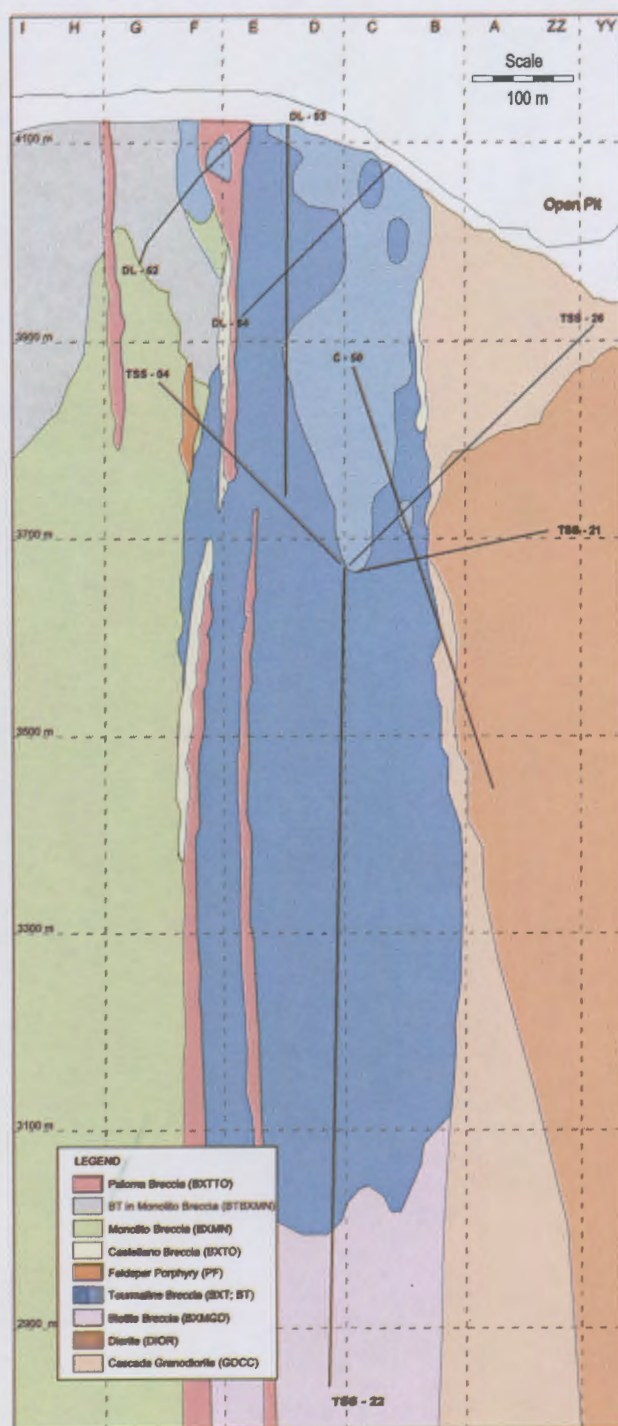 I H G F E D C B A ZZ YY
Scale
100 m
DL - 53
4100 m
Open Pit
DL - 52
DL - 54
TSS - 26
3900 m
TSS - 04
C - 50
3700 m
TSS - 21
3500 m
3300 m
3100 m
LEGEND
Paloma Breccia (BXTTO)
BT in Monolito Breccia (BTBXMN)
Monolito Breccia (BXMN)
Castellano Breccia (BXTO)
Feldspar Porphyry (PF)
Tourmaline Breccia (BXT; BT)
Biotite Breccia (BXMGD)
Diorite (DIOR)
Cascada Granodiorite (GDCC)
2900 m
TSS - 22